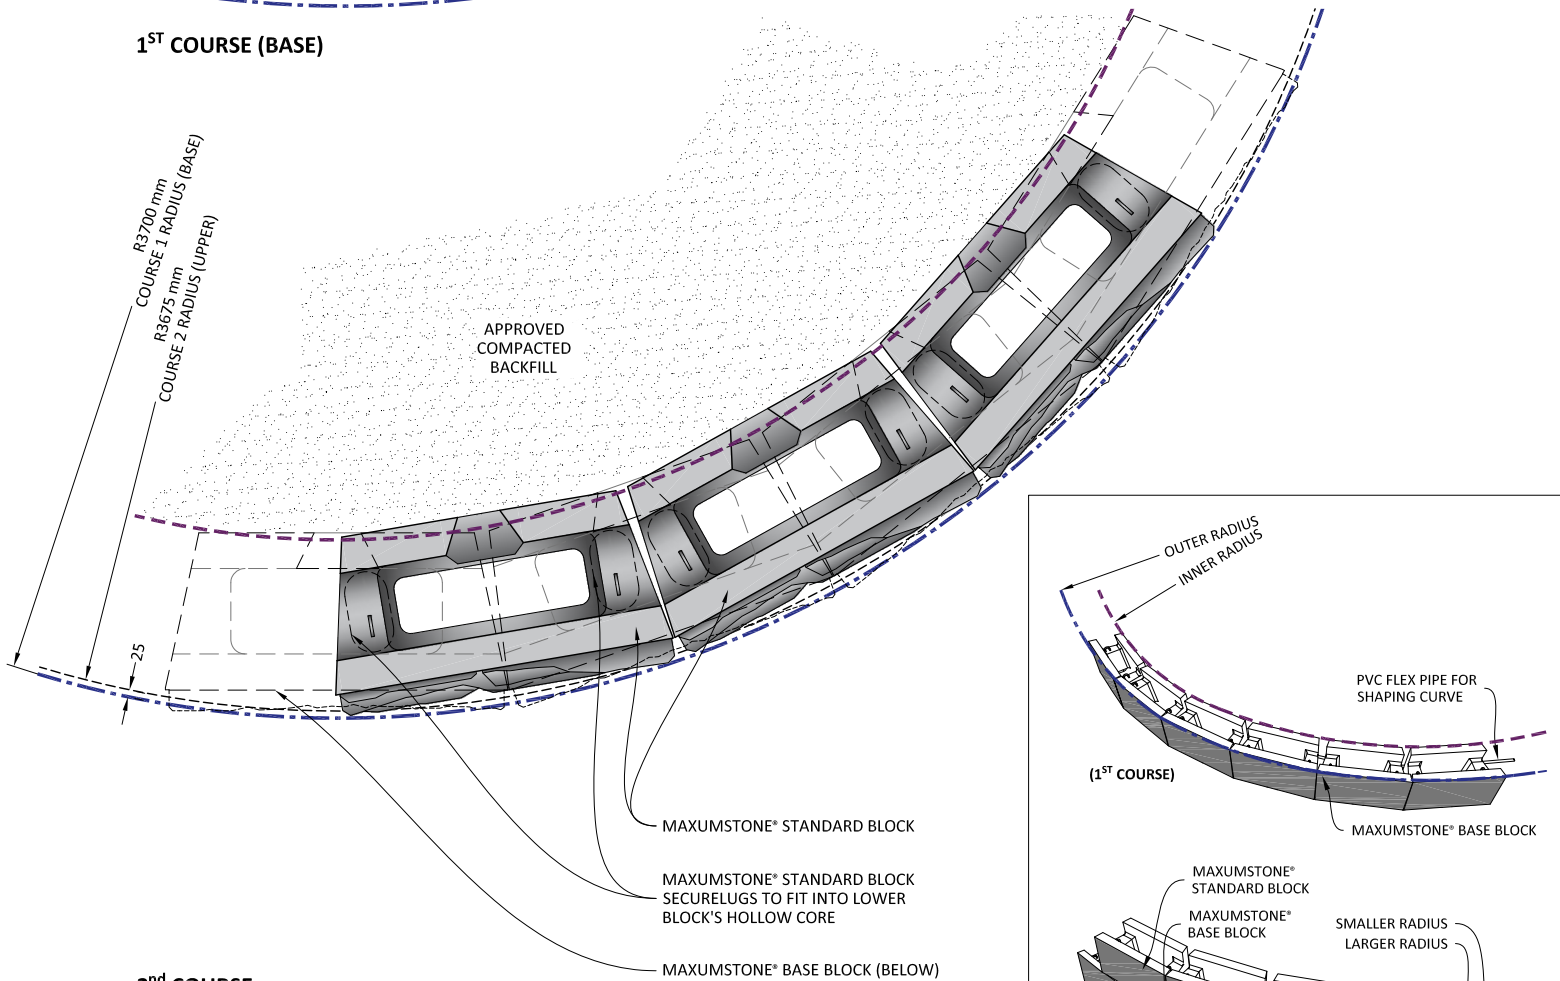 1ST COURSE (BASE)
R3700 mm
COURSE 1 RADIUS (BASE)
R3675 mm
COURSE 2 RADIUS (UPPER)
APPROVED
COMPACTED
BACKFILL
25
OUTER RADIUS
INNER RADIUS
PVC FLEX PIPE FOR
SHAPING CURVE
(1ST COURSE)
MAXUMSTONE® BASE BLOCK
MAXUMSTONE® STANDARD BLOCK
MAXUMSTONE® STANDARD BLOCK
SECURELUGS TO FIT INTO LOWER
BLOCK'S HOLLOW CORE
MAXUMSTONE® BASE BLOCK (BELOW)
MAXUMSTONE®
STANDARD BLOCK
MAXUMSTONE®
BASE BLOCK
SMALLER RADIUS
LARGER RADIUS
2nd COURSE